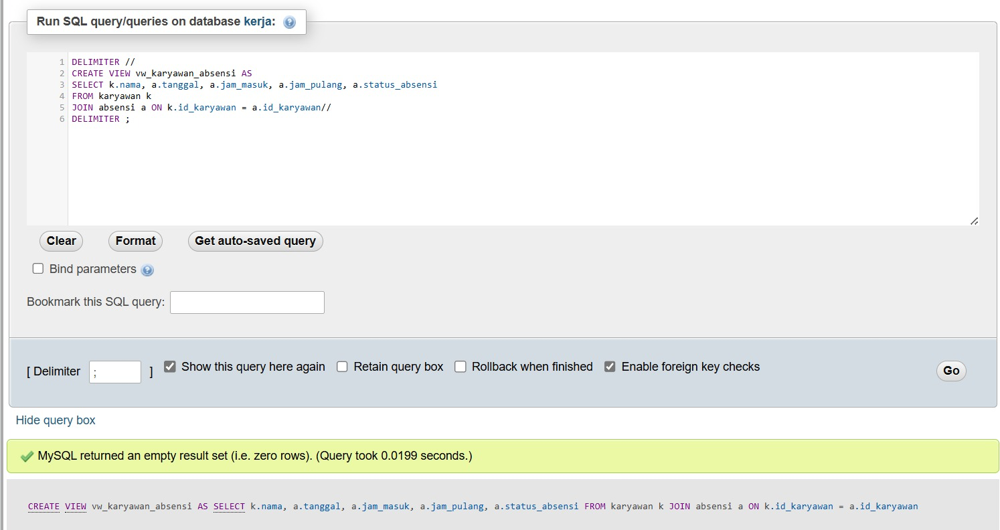 Run SQL query/queries on database kerja:
1 DELIMITER //
2 CREATE VIEW vw_karyawan_absensi AS
3 SELECT k.nama, a.tanggal, a.jam_masuk, a.jam_pulang, a.status_absensi
4 FROM karyawan k
5 JOIN absensi a ON k.id_karyawan = a.id_karyawan//
6 DELIMITER ;
Clear Format Get auto-saved query
Bind parameters
Bookmark this SQL query:
[ Delimiter ; ] Show this query here again Retain query box Rollback when finished Enable foreign key checks Go
Hide query box
MySQL returned an empty result set (i.e. zero rows). (Query took 0.0199 seconds.)
CREATE VIEW vw_karyawan_absensi AS SELECT k.nama, a.tanggal, a.jam_masuk, a.jam_pulang, a.status_absensi FROM karyawan k JOIN absensi a ON k.id_karyawan = a.id_karyawan